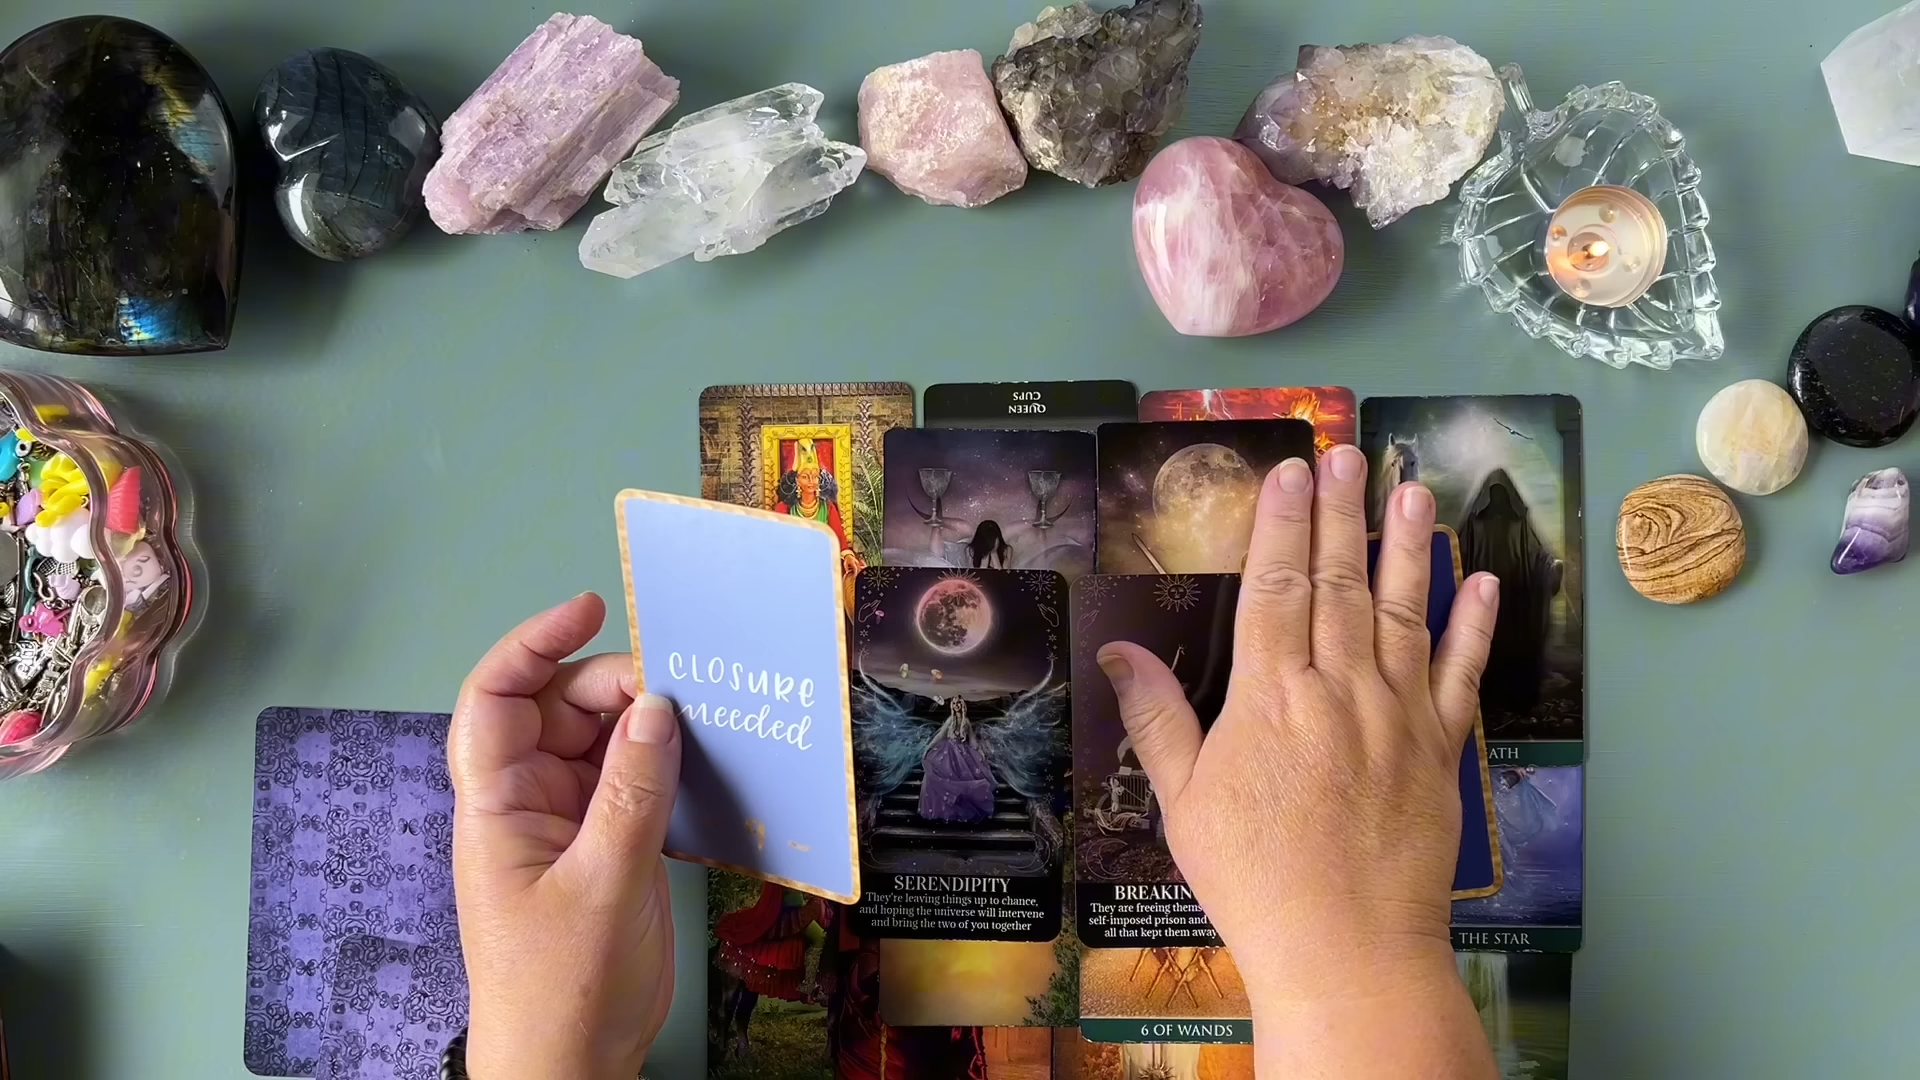 QUEEN
CUPS
CLOSURE
needed
ATH
SERENDIPITY
They're leaving things up to chance,
and hoping the universe will intervene
and bring the two of you together
BREAKIN
They are freeing thems
self-imposed prison and
all that kept them away
THE STAR
6 OF WANDS